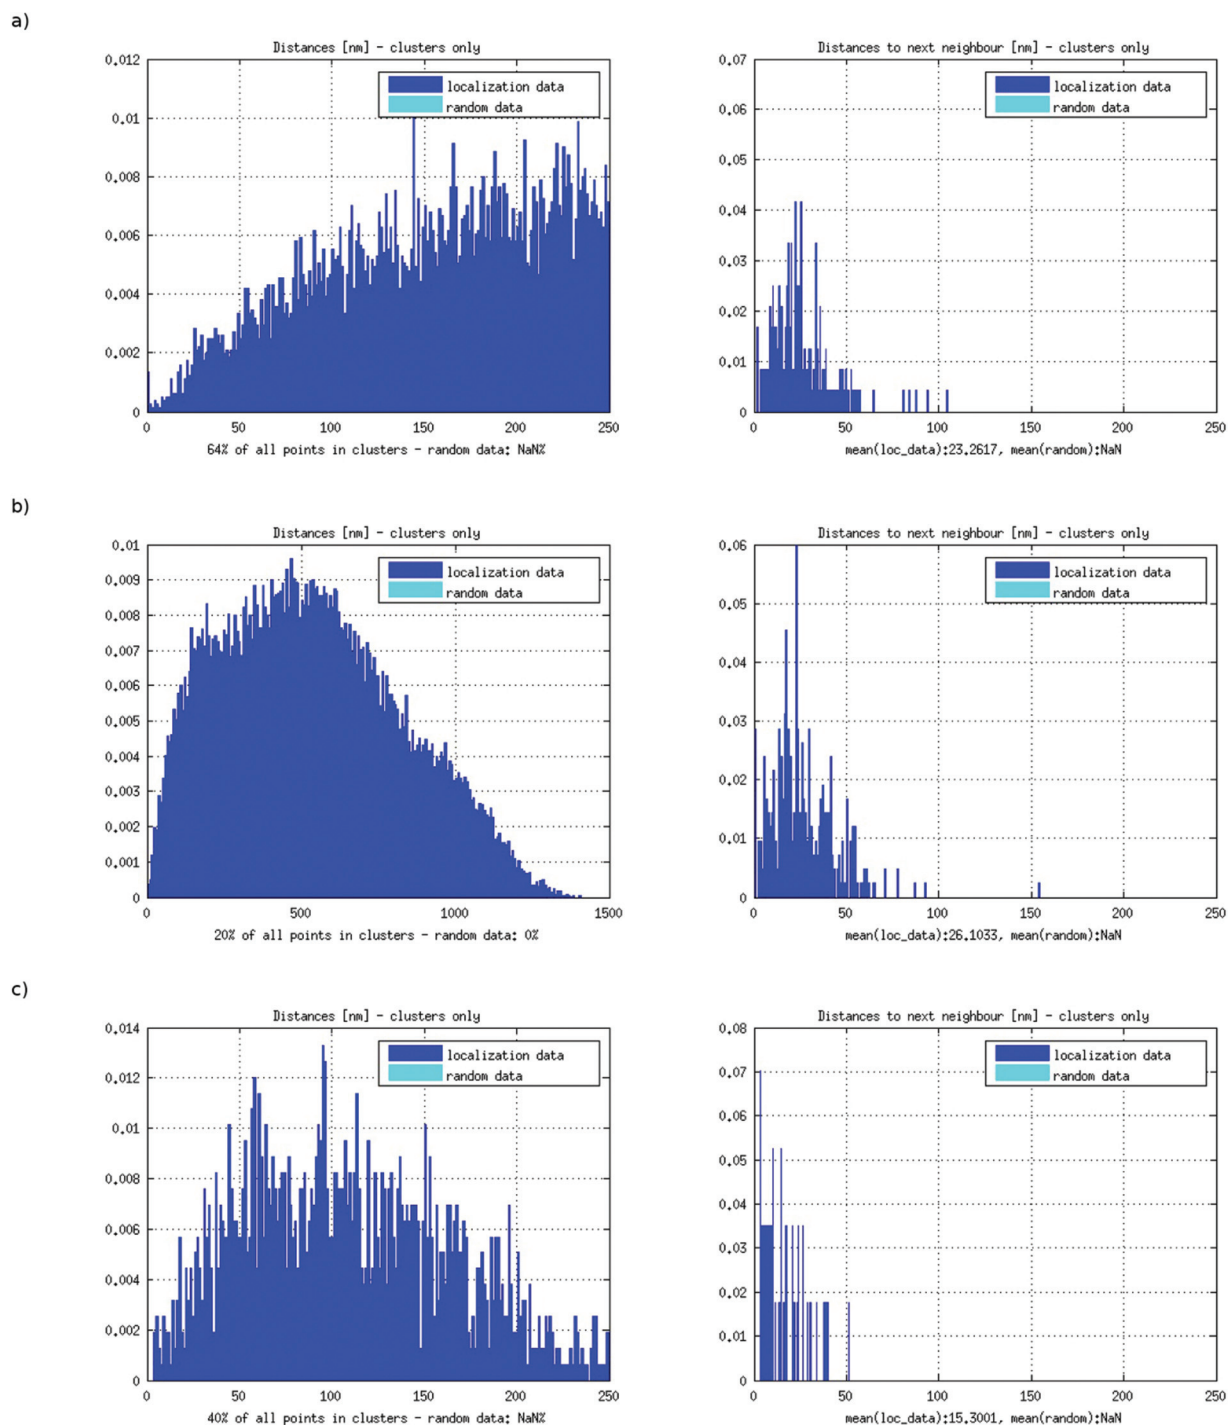 a)
Distances [nm] - clusters only
0.012
0.01
0.008
0.006
0.004
0.002
0
localization data
random data
0 50 100 150 200 250
64% of all points in clusters - random data: NaN%
Distances to next neighbour [nm] - clusters only
0.07
0.06
0.05
0.04
0.03
0.02
0.01
0
localization data
random data
0 50 100 150 200 250
mean(loc_data):23.2617, mean(random):NaN
b)
Distances [nm] - clusters only
0.01
0.009
0.008
0.007
0.006
0.005
0.004
0.003
0.002
0.001
0
localization data
random data
0 500 1000 1500
20% of all points in clusters - random data: 0%
Distances to next neighbour [nm] - clusters only
0.06
0.05
0.04
0.03
0.02
0.01
0
localization data
random data
0 50 100 150 200 250
mean(loc_data):26.1033, mean(random):NaN
c)
Distances [nm] - clusters only
0.014
0.012
0.01
0.008
0.006
0.004
0.002
0
localization data
random data
0 50 100 150 200 250
40% of all points in clusters - random data: NaN%
Distances to next neighbour [nm] - clusters only
0.08
0.07
0.06
0.05
0.04
0.03
0.02
0.01
0
localization data
random data
0 50 100 150 200 250
mean(loc_data):15.3001, mean(random):NaN